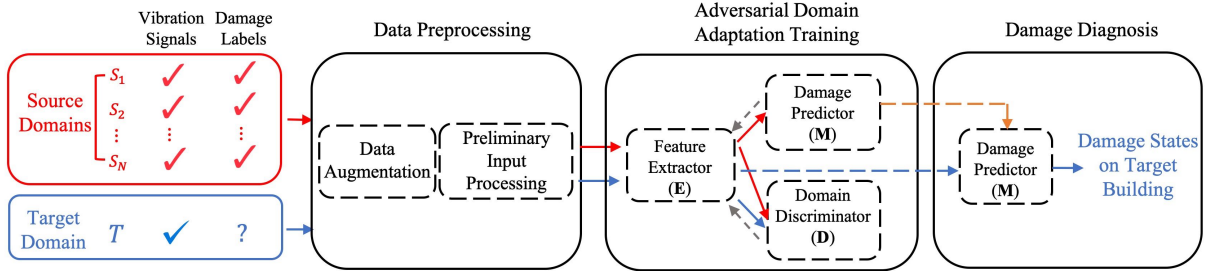 Vibration
Signals
Damage
Labels
Source
Domains
S₁
S₂
⋮
⋮
⋮
S_N
Target
Domain
T
?
Data Preprocessing
Data
Augmentation
Preliminary
Input
Processing
Adversarial Domain
Adaptation Training
Feature
Extractor
(E)
Damage
Predictor
(M)
Domain
Discriminator
(D)
Damage Diagnosis
Damage
Predictor
(M)
Damage States
on Target
Building